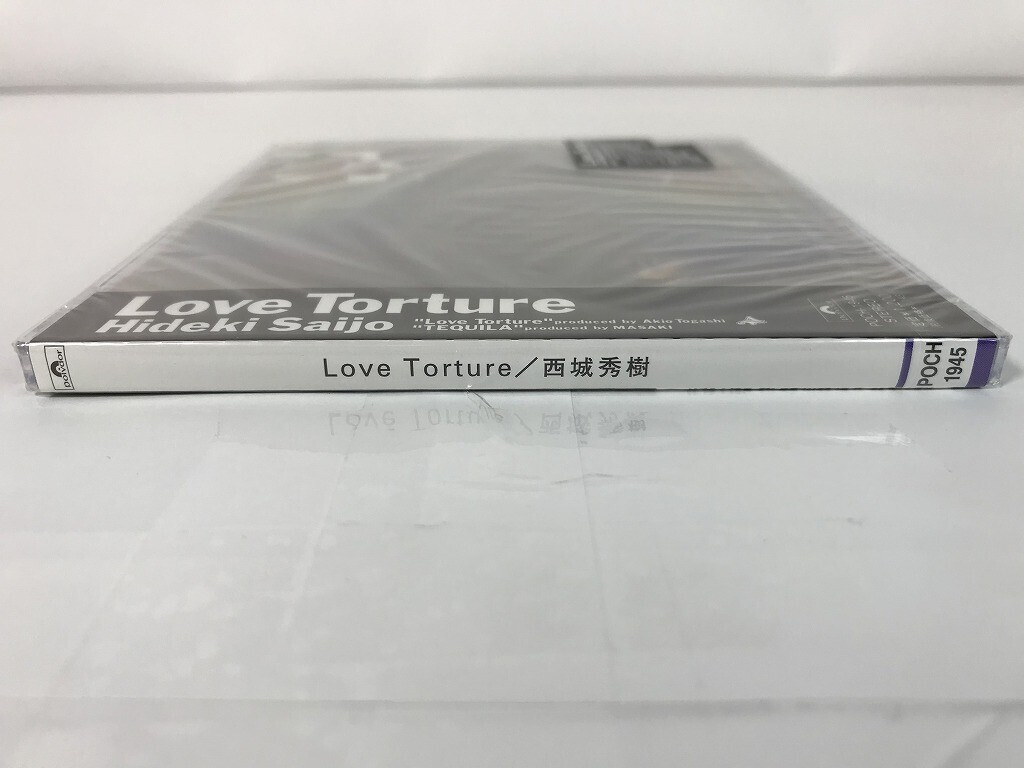 Love Torture
Hideki Saijo
"Love Torture" produced by Akio Togashi
"TEQUILA" produced by MASAKI
Polydor
Love Torture／西城秀樹
POCH
1945